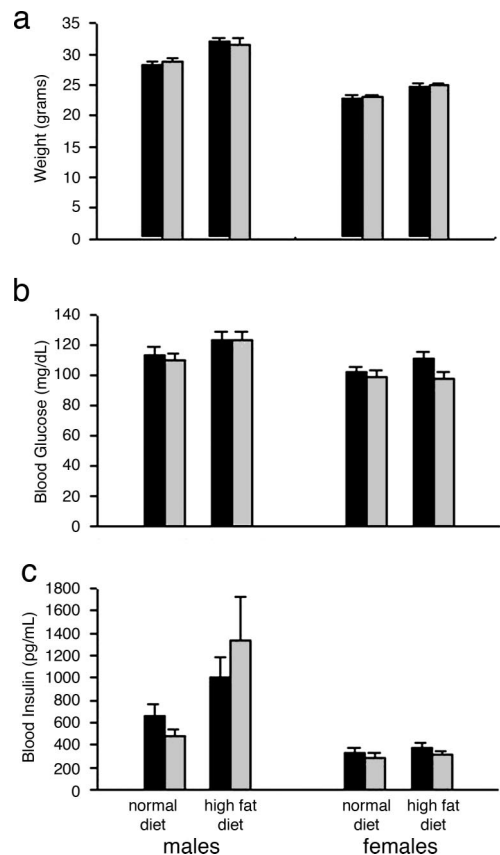 a
Weight (grams)
35
30
25
20
15
10
5
0
b
Blood Glucose (mg/dL)
140
120
100
80
60
40
20
0
c
Blood Insulin (pg/mL)
1800
1600
1400
1200
1000
800
600
400
200
0
normal high fat normal high fat
diet diet diet diet
males females